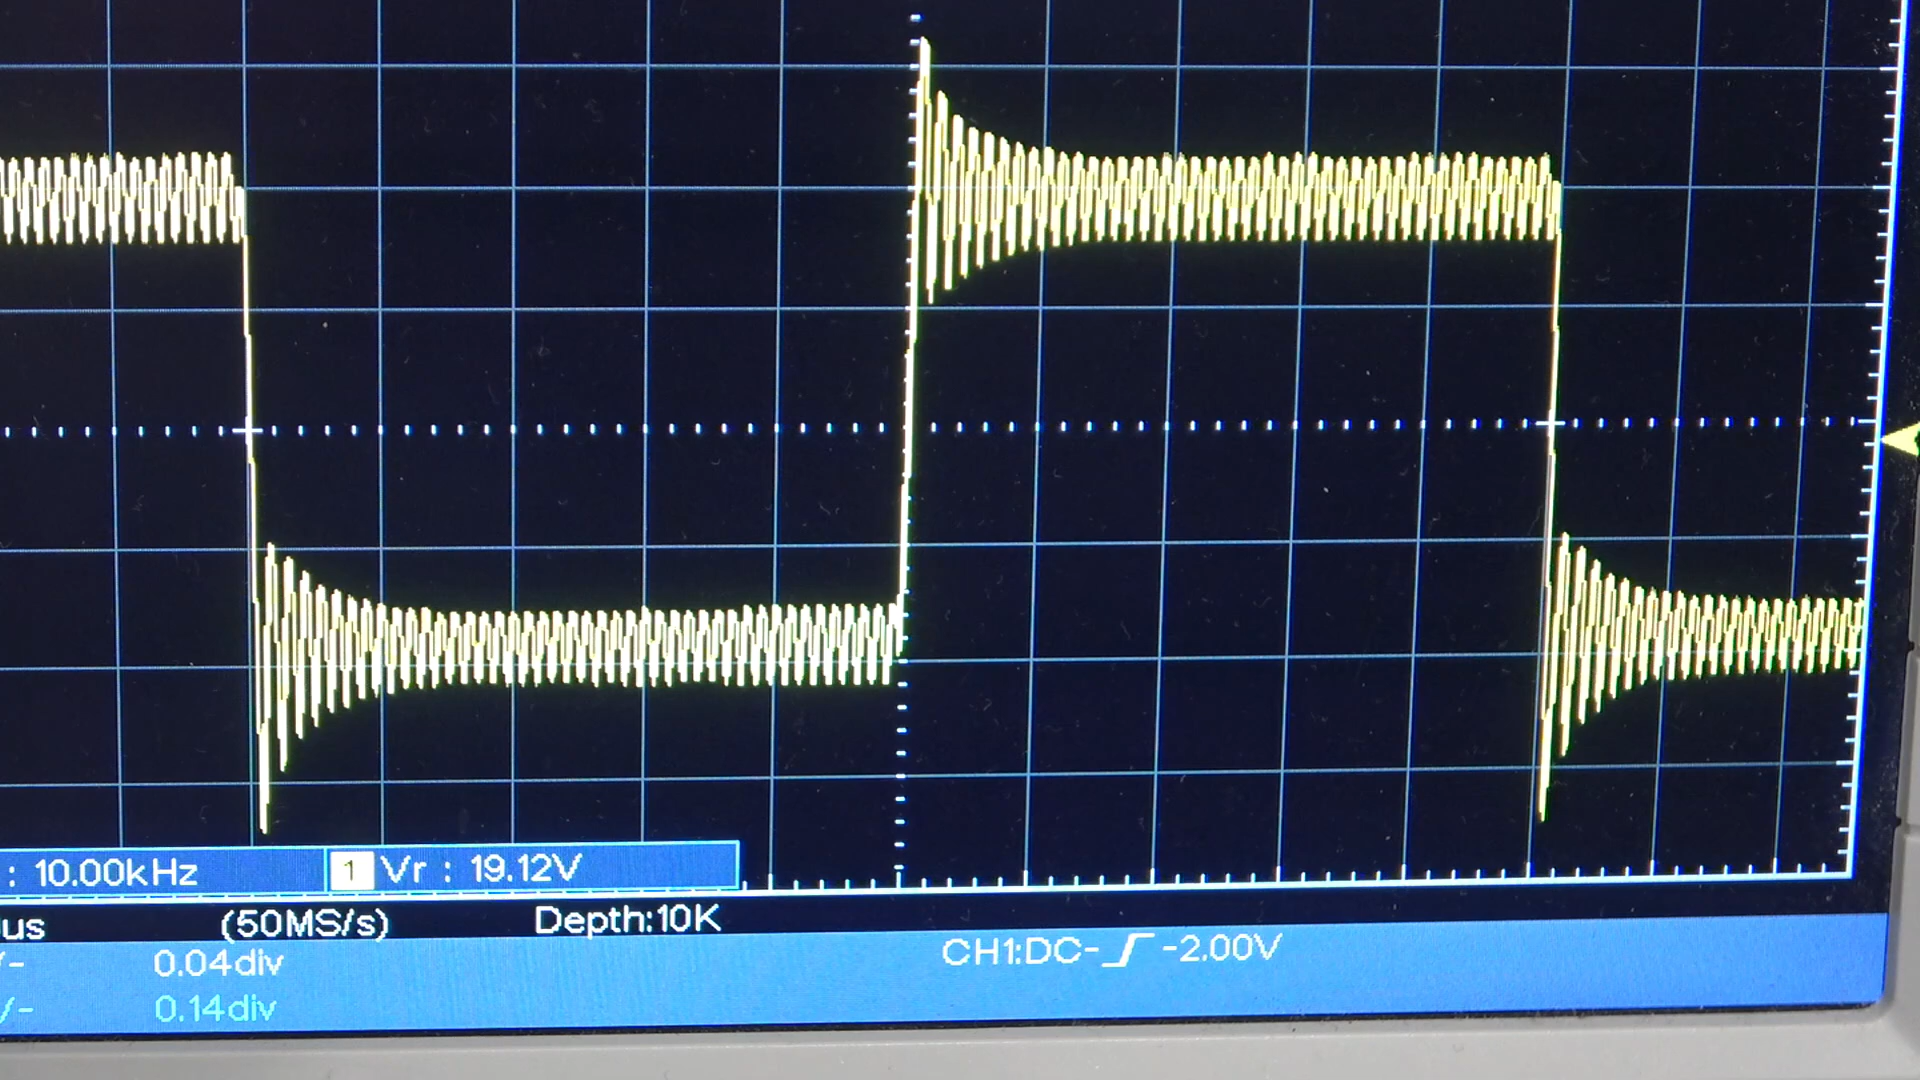 : 10.00kHz 1 Vr : 19.12V
us (50MS/s) Depth:10K
/- 0.04div CH1:DC- -2.00V
/- 0.14div